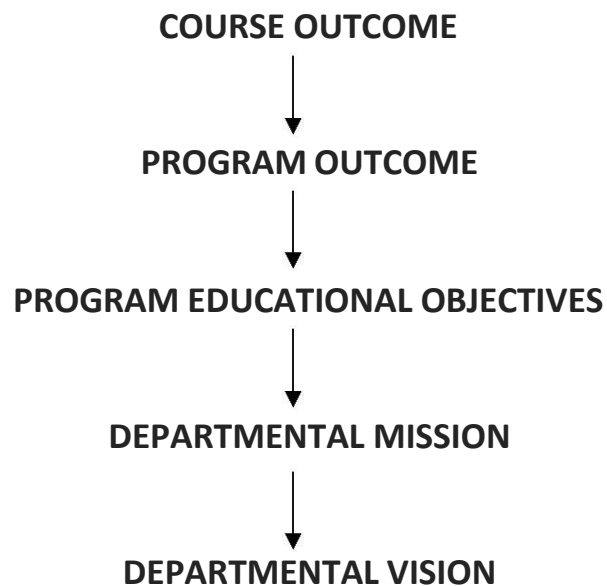 COURSE OUTCOME
PROGRAM OUTCOME
PROGRAM EDUCATIONAL OBJECTIVES
DEPARTMENTAL MISSION
DEPARTMENTAL VISION